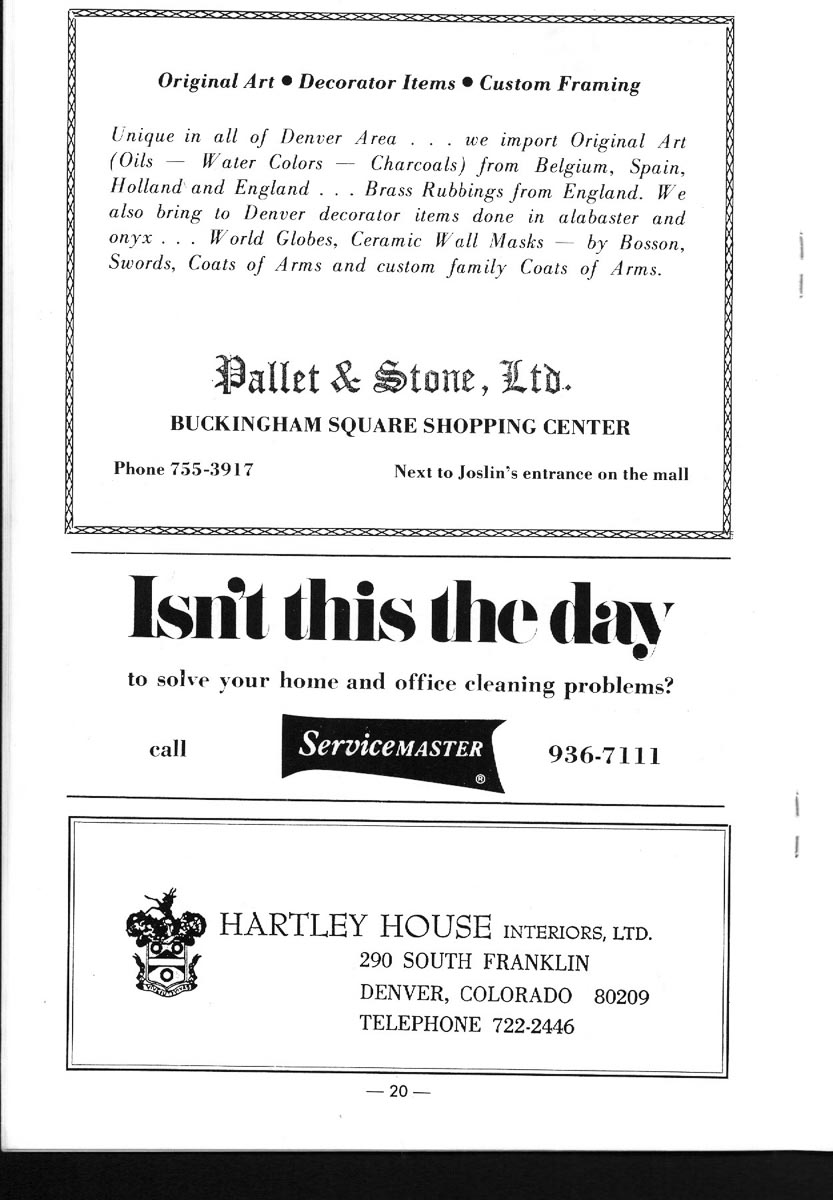 Original Art ● Decorator Items ● Custom Framing
Unique in all of Denver Area . . . we import Original Art
(Oils — Water Colors — Charcoals) from Belgium, Spain,
Holland and England . . . Brass Rubbings from England. We
also bring to Denver decorator items done in alabaster and
onyx . . . World Globes, Ceramic Wall Masks — by Bosson,
Swords, Coats of Arms and custom family Coats of Arms.
Pallet & Stone, Ltd.
BUCKINGHAM SQUARE SHOPPING CENTER
Phone 755-3917 Next to Joslin's entrance on the mall
Isn't this the day
to solve your home and office cleaning problems?
call ServiceMASTER ® 936-7111
HARTLEY HOUSE INTERIORS, LTD.
290 SOUTH FRANKLIN
DENVER, COLORADO 80209
TELEPHONE 722-2446
— 20 —